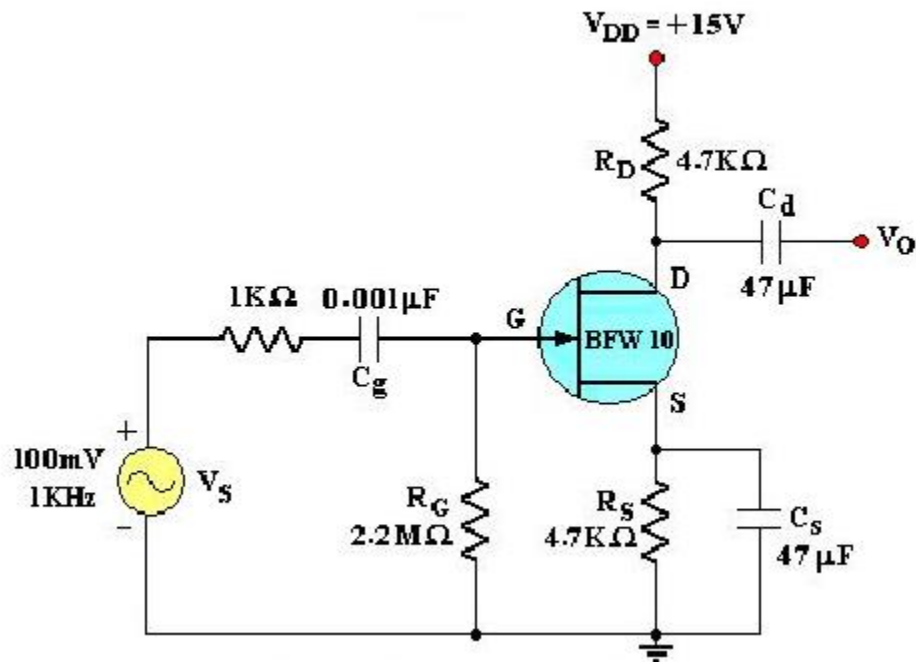 V_DD = +15V
R_D 4.7KΩ
C_d
V_O
47μF
D
1KΩ 0.001μF
G
BFW 10
C_g
S
+
100mV
1KHz
V_S
-
R_G
2.2MΩ
R_S
4.7KΩ
C_s
47μF